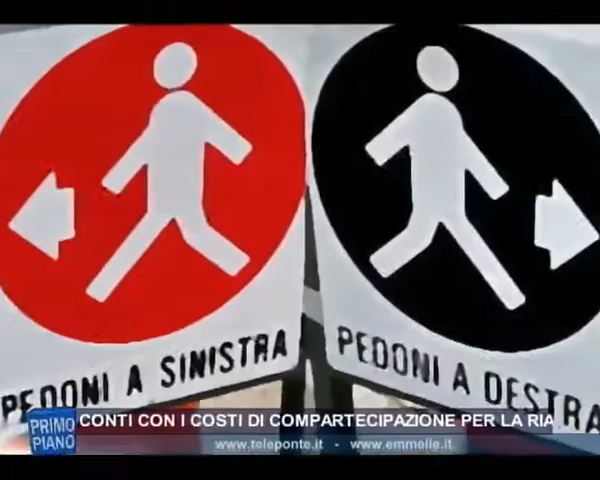 PEDONI A SINISTRA
PEDONI A DESTRA
PRIMO
PIANO
CONTI CON I COSTI DI COMPARTECIPAZIONE PER LA RIA
www.teleponte.it - www.emmelle.it